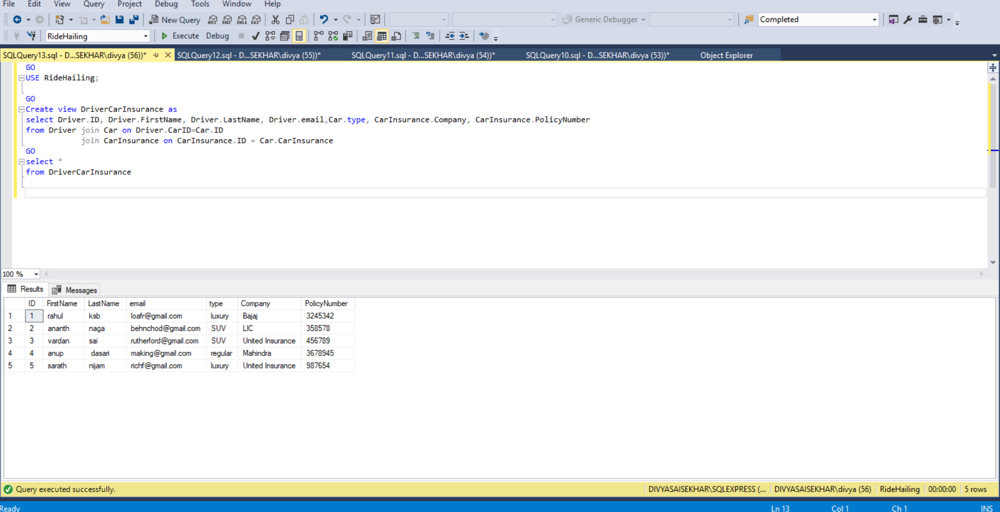 File Edit View Query Project Debug Tools Window Help
New Query MDX DMX XMLA DAX Generic Debugger Completed
RideHailing Execute Debug
SQLQuery13.sql - D...SEKHAR\divya (56))* SQLQuery12.sql - D...SEKHAR\divya (55))* SQLQuery11.sql - D...SEKHAR\divya (54))* SQLQuery10.sql - D...SEKHAR\divya (53))* Object Explorer
GO
USE RideHailing;
GO
Create view DriverCarInsurance as
select Driver.ID, Driver.FirstName, Driver.LastName, Driver.email,Car.type, CarInsurance.Company, CarInsurance.PolicyNumber
from Driver join Car on Driver.CarID=Car.ID
join CarInsurance on CarInsurance.ID = Car.CarInsurance
GO
select *
from DriverCarInsurance
100 %
Results Messages
ID FirstName LastName email type Company PolicyNumber
1 1 rahul ksb loafr@gmail.com luxury Bajaj 3245342
2 2 ananth naga behnchod@gmail.com SUV LIC 358578
3 3 vardan sai rutherford@gmail.com SUV United Insurance 456789
4 4 anup dasari making@gmail.com regular Mahindra 3678945
5 5 sarath nijam richf@gmail.com luxury United Insurance 987654
Query executed successfully. DIVYASAISEKHAR\SQLEXPRESS (... DIVYASAISEKHAR\divya (56) RideHailing 00:00:00 5 rows
Ready Ln 13 Col 1 Ch 1 INS